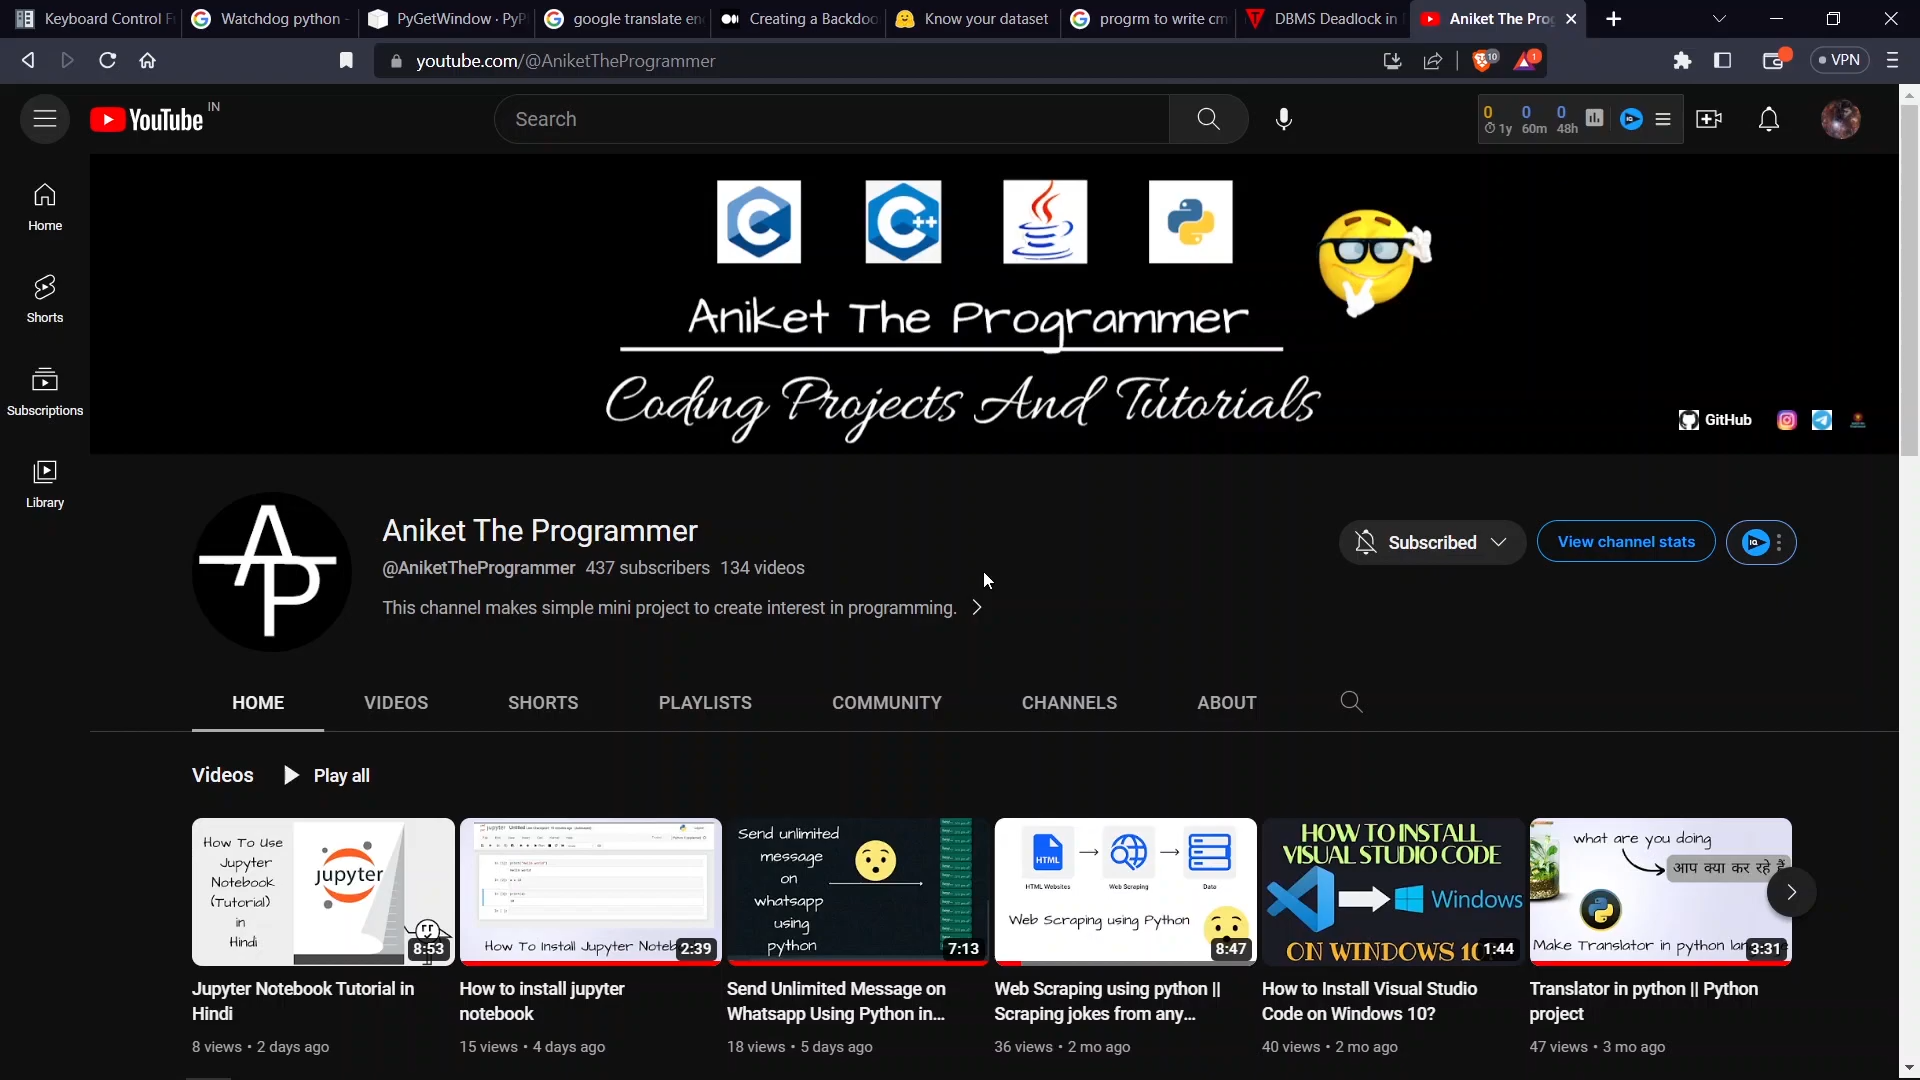 Keyboard Control F
Watchdog python -
PyGetWindow · PyP
google translate en
Creating a Backdoo
Know your dataset
progrm to write cm
DBMS Deadlock in
Aniket The Prog
youtube.com/@AniketTheProgrammer
10
1
VPN
YouTube
IN
Search
0
0
0
1y
60m
48h
IQ
Home
Shorts
Subscriptions
Library
C
C++
Aniket The Programmer
Coding Projects And Tutorials
GitHub
AP
Aniket The Programmer
@AniketTheProgrammer 437 subscribers 134 videos
This channel makes simple mini project to create interest in programming.
Subscribed
View channel stats
IQ
HOME
VIDEOS
SHORTS
PLAYLISTS
COMMUNITY
CHANNELS
ABOUT
Videos
Play all
How To Use
Jupyter
Notebook
(Tutorial)
in
Hindi
jupyter
8:53
Jupyter Notebook Tutorial in
Hindi
8 views • 2 days ago
How To Install Jupyter
2:39
How to install jupyter
notebook
15 views • 4 days ago
Send unlimited
message
on
whatsapp
using
python
7:13
Send Unlimited Message on
Whatsapp Using Python in...
18 views • 5 days ago
HTML
HTML Websites
Web Scraping
Data
Web Scraping using Python
8:47
Web Scraping using python ||
Scraping jokes from any...
36 views • 2 mo ago
HOW TO INSTALL
VISUAL STUDIO CODE
Windows
ON WINDOWS 10
1:44
How to Install Visual Studio
Code on Windows 10?
40 views • 2 mo ago
what are you doing
आप क्या कर रहे हैं
Make Translator in python
3:31
Translator in python || Python
project
47 views • 3 mo ago